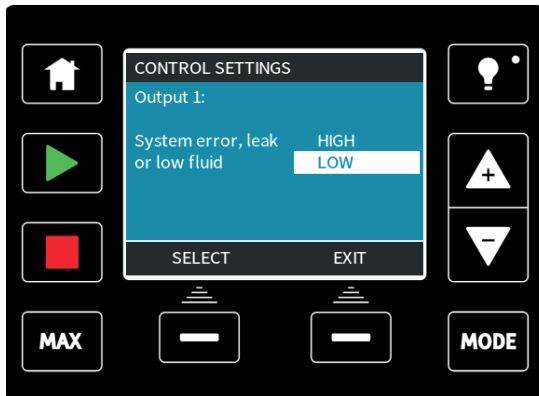 CONTROL SETTINGS
Output 1:
System error, leak HIGH
or low fluid LOW
SELECT EXIT
MAX
MODE